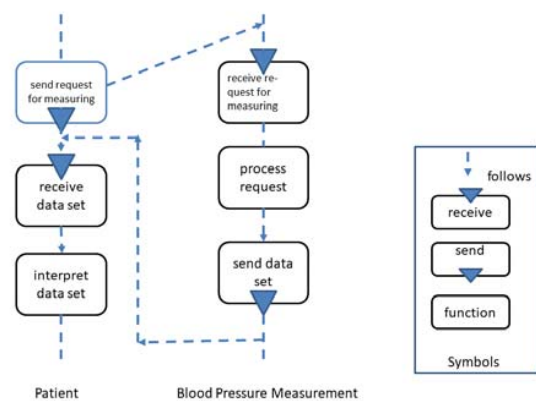 send request
for measuring
receive re-
quest for
measuring
receive
data set
process
request
interpret
data set
send data
set
Patient
Blood Pressure Measurement
follows
receive
send
function
Symbols